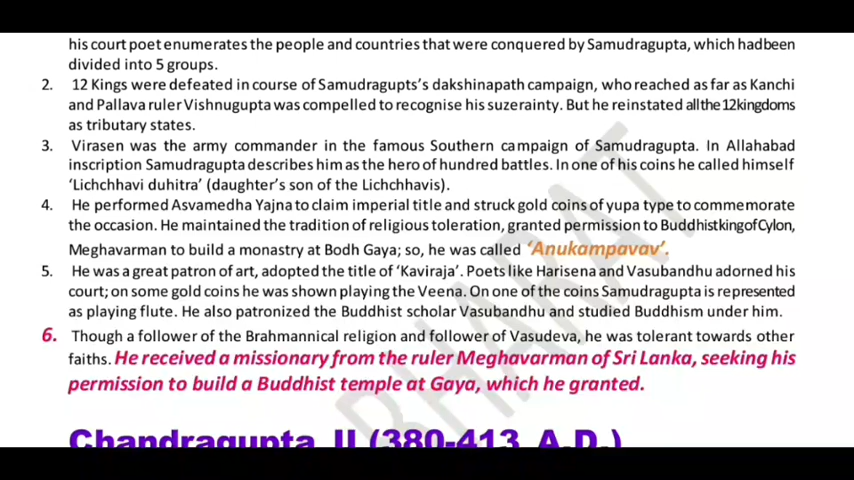 his court poet enumerates the people and countries that were conquered by Samudragupta, which hadbeen
divided into 5 groups.
2. 12 Kings were defeated in course of Samudragupts's dakshinapath campaign, who reached as far as Kanchi
and Pallava ruler Vishnugupta was compelled to recognise his suzerainty. But he reinstated all the 12 kingdoms
as tributary states.
3. Virasen was the army commander in the famous Southern campaign of Samudragupta. In Allahabad
inscription Samudragupta describes him as the hero of hundred battles. In one of his coins he called himself
'Lichchhavi duhitra' (daughter's son of the Lichchhavis).
4. He performed Asvamedha Yajna to claim imperial title and struck gold coins of yupa type to commemorate
the occasion. He maintained the tradition of religious toleration, granted permission to Buddhist king of Cylon,
Meghavarman to build a monastry at Bodh Gaya; so, he was called 'Anukampavav'.
5. He was a great patron of art, adopted the title of 'Kaviraja'. Poets like Harisena and Vasubandhu adorned his
court; on some gold coins he was shown playing the Veena. On one of the coins Samudragupta is represented
as playing flute. He also patronized the Buddhist scholar Vasubandhu and studied Buddhism under him.
6. Though a follower of the Brahmannical religion and follower of Vasudeva, he was tolerant towards other
faiths. He received a missionary from the ruler Meghavarman of Sri Lanka, seeking his
permission to build a Buddhist temple at Gaya, which he granted.
Chandragupta II (380-413 A.D.)
BHARAT